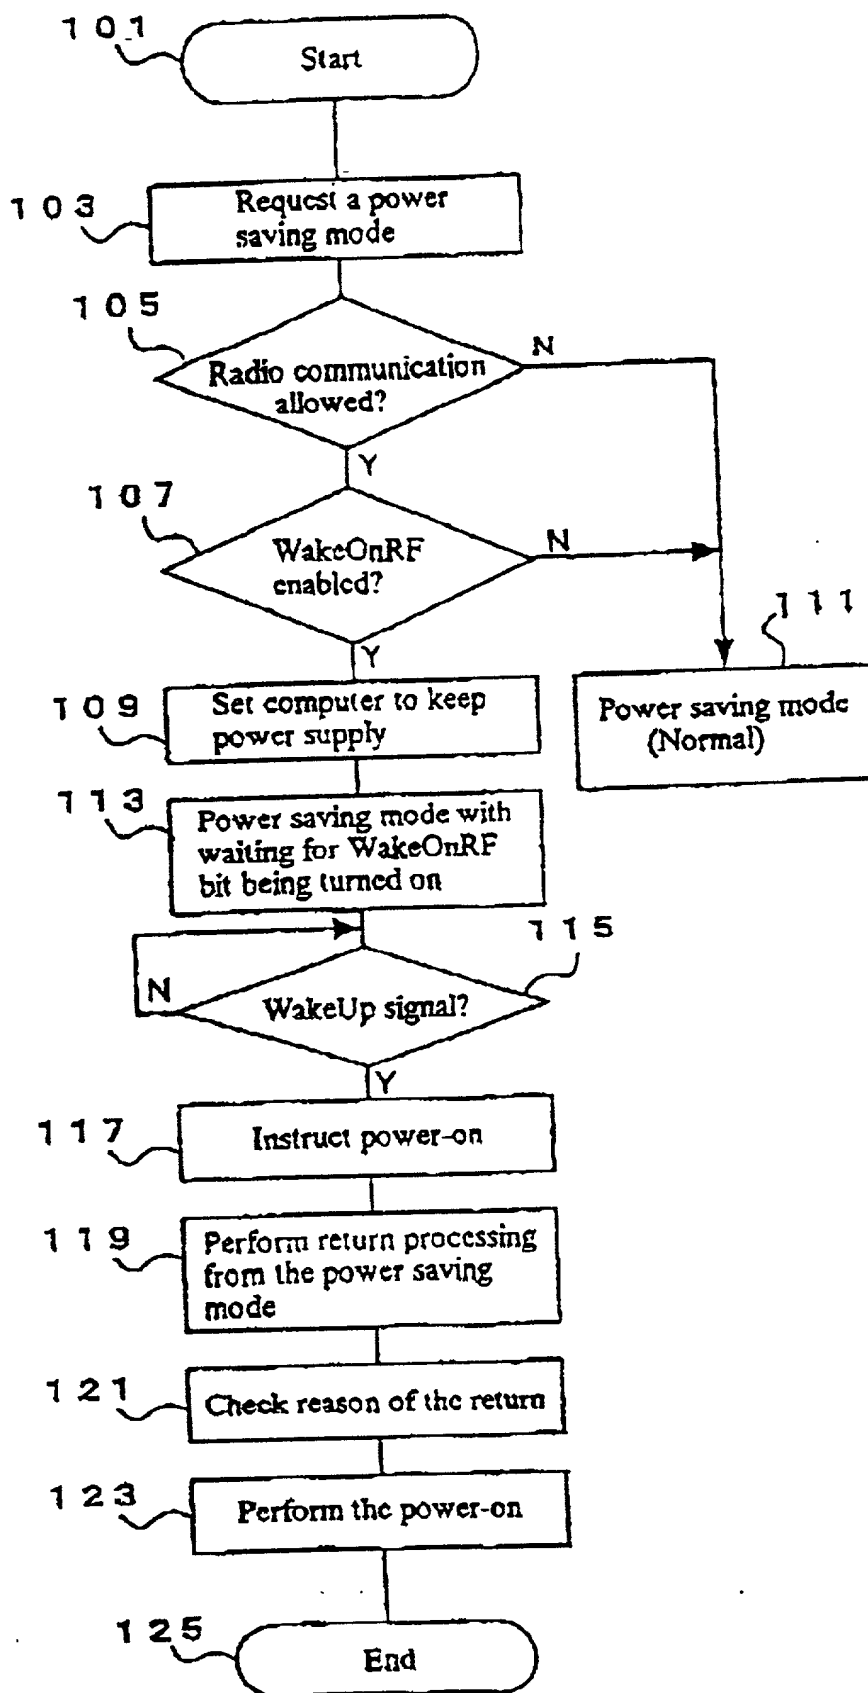 101
Start
103
Request a power
saving mode
105
Radio communication
allowed?
N
Y
107
WakeOnRF
enabled?
N
Y
111
Power saving mode
(Normal)
109
Set computer to keep
power supply
113
Power saving mode with
waiting for WakeOnRF
bit being turned on
115
WakeUp signal?
N
Y
117
Instruct power-on
119
Perform return processing
from the power saving
mode
121
Check reason of the return
123
Perform the power-on
125
End